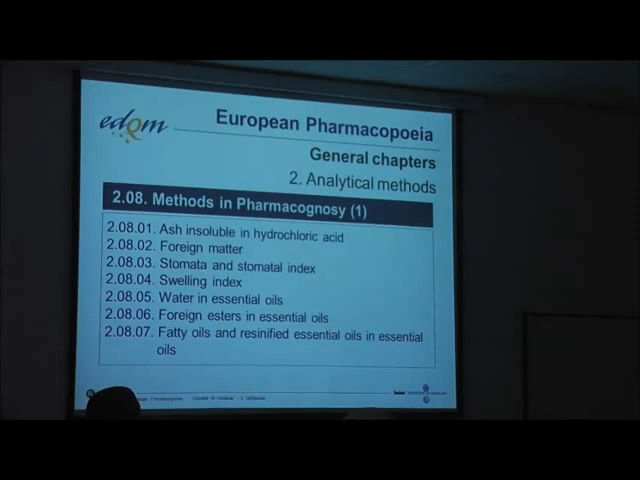 edQm
European Pharmacopoeia
General chapters
2. Analytical methods
2.08. Methods in Pharmacognosy (1)
2.08.01. Ash insoluble in hydrochloric acid
2.08.02. Foreign matter
2.08.03. Stomata and stomatal index
2.08.04. Swelling index
2.08.05. Water in essential oils
2.08.06. Foreign esters in essential oils
2.08.07. Fatty oils and resinified essential oils in essential
oils